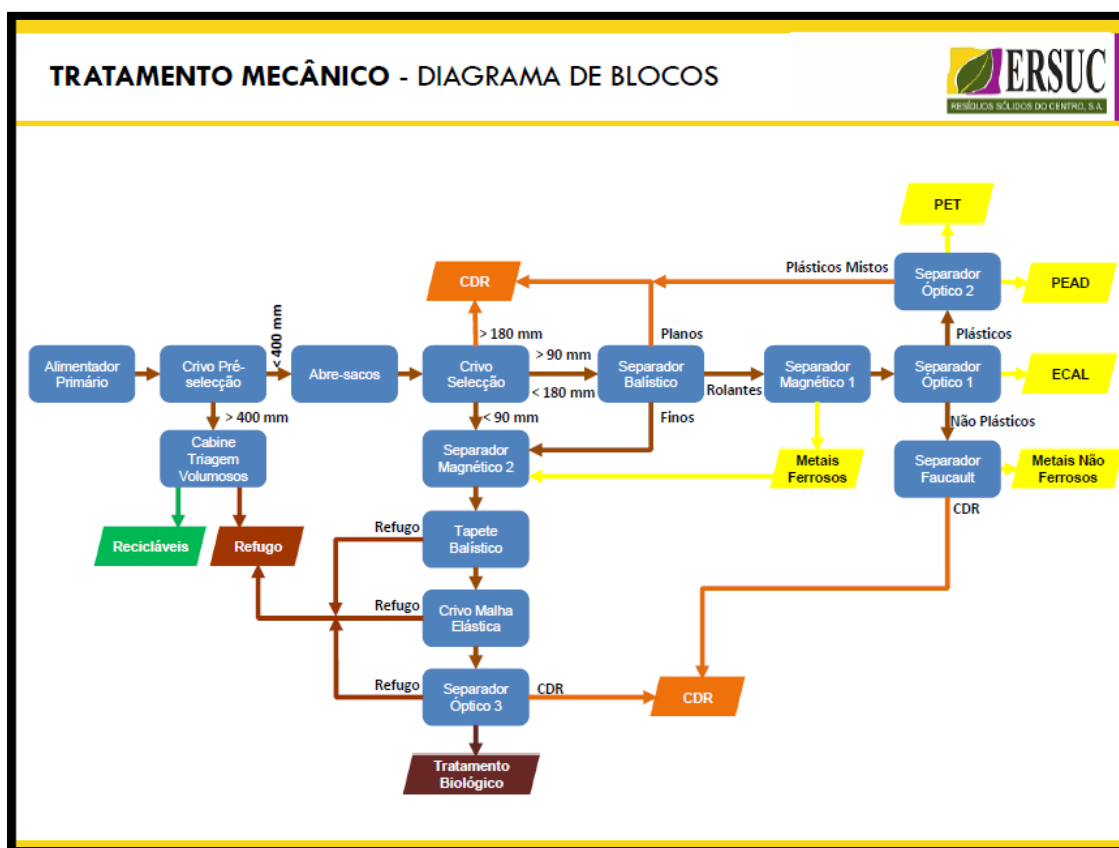 TRATAMENTO MECÂNICO - DIAGRAMA DE BLOCOS
ERSUC
RESÍDUOS SÓLIDOS DO CENTRO, S.A.
PET
Plásticos Mistos
Separador
Óptico 2
PEAD
CDR
< 400 mm
> 180 mm
Planos
Plásticos
Alimentador
Primário
Crivo Pré-
selecção
Abre-sacos
Crivo
Selecção
> 90 mm
< 180 mm
Separador
Balístico
Rolantes
Separador
Magnético 1
Separador
Óptico 1
ECAL
> 400 mm
< 90 mm
Finos
Não Plásticos
Cabine
Triagem
Volumosos
Separador
Magnético 2
Metais
Ferrosos
Separador
Faucault
Metais Não
Ferrosos
CDR
Recicláveis
Refugo
Refugo
Tapete
Balístico
Refugo
Crivo Malha
Elástica
Refugo
Separador
Óptico 3
CDR
CDR
Tratamento
Biológico